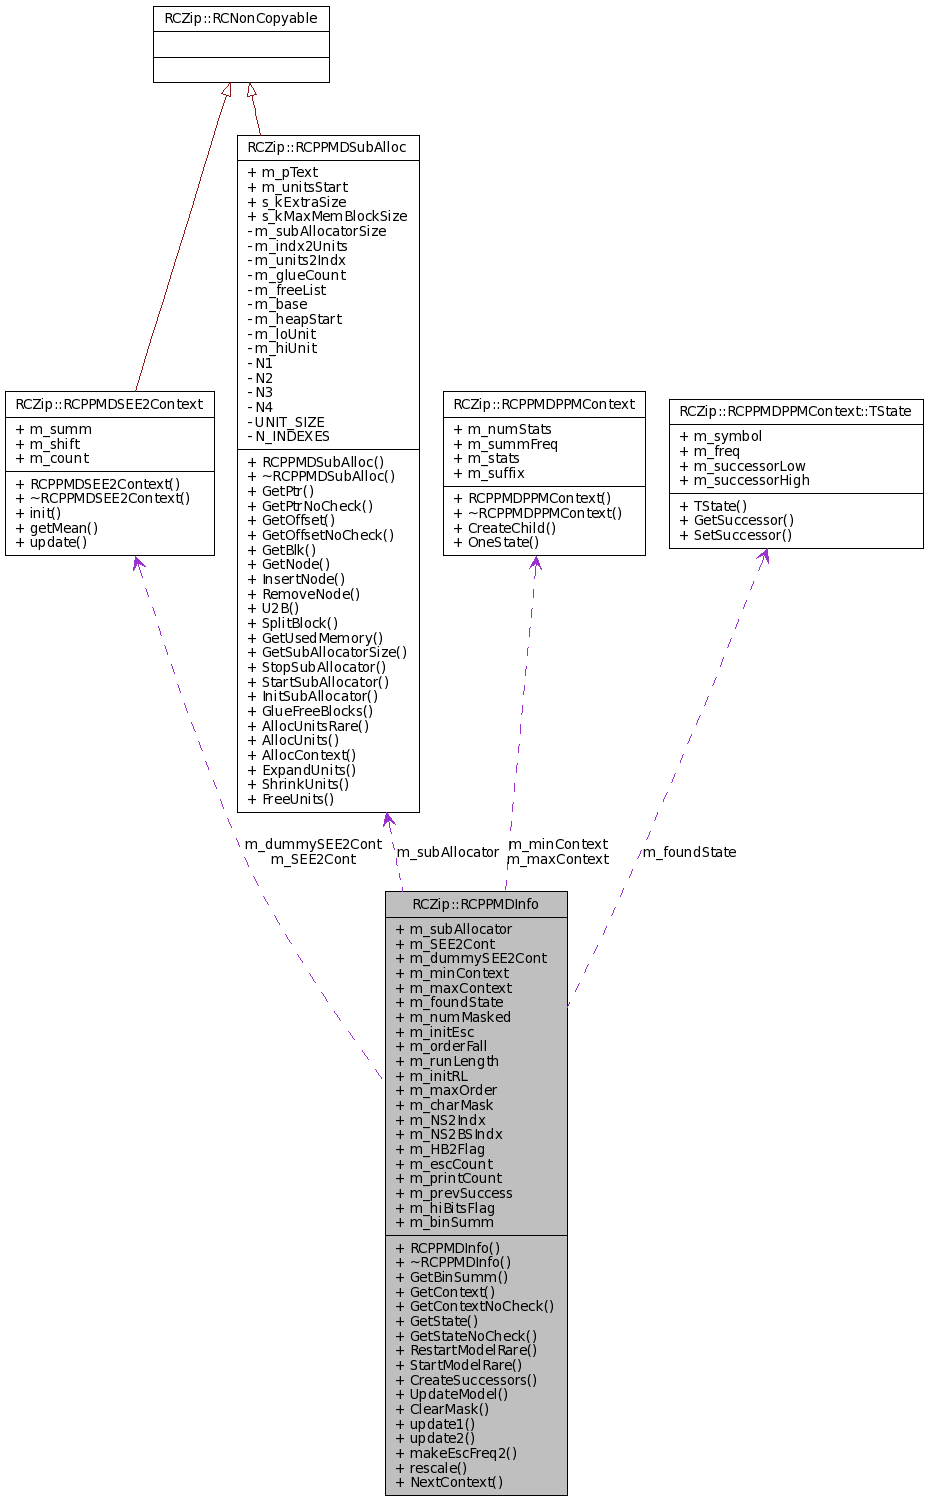 RCZip::RCNonCopyable
RCZip::RCPPMDSubAlloc
+ m_pText
+ m_unitsStart
+ s_kExtraSize
+ s_kMaxMemBlockSize
- m_subAllocatorSize
- m_indx2Units
- m_units2Indx
- m_glueCount
- m_freeList
- m_base
- m_heapStart
- m_loUnit
- m_hiUnit
- N1
- N2
- N3
- N4
- UNIT_SIZE
- N_INDEXES
+ RCPPMDSubAlloc()
+ ~RCPPMDSubAlloc()
+ GetPtr()
+ GetPtrNoCheck()
+ GetOffset()
+ GetOffsetNoCheck()
+ GetBlk()
+ GetNode()
+ InsertNode()
+ RemoveNode()
+ U2B()
+ SplitBlock()
+ GetUsedMemory()
+ GetSubAllocatorSize()
+ StopSubAllocator()
+ StartSubAllocator()
+ InitSubAllocator()
+ GlueFreeBlocks()
+ AllocUnitsRare()
+ AllocUnits()
+ AllocContext()
+ ExpandUnits()
+ ShrinkUnits()
+ FreeUnits()
RCZip::RCPPMDSEE2Context
+ m_summ
+ m_shift
+ m_count
+ RCPPMDSEE2Context()
+ ~RCPPMDSEE2Context()
+ init()
+ getMean()
+ update()
RCZip::RCPPMDPPMContext
+ m_numStats
+ m_summFreq
+ m_stats
+ m_suffix
+ RCPPMDPPMContext()
+ ~RCPPMDPPMContext()
+ CreateChild()
+ OneState()
RCZip::RCPPMDPPMContext::TState
+ m_symbol
+ m_freq
+ m_successorLow
+ m_successorHigh
+ TState()
+ GetSuccessor()
+ SetSuccessor()
m_dummySEE2Cont
m_SEE2Cont
m_subAllocator
m_minContext
m_maxContext
m_foundState
RCZip::RCPPMDInfo
+ m_subAllocator
+ m_SEE2Cont
+ m_dummySEE2Cont
+ m_minContext
+ m_maxContext
+ m_foundState
+ m_numMasked
+ m_initEsc
+ m_orderFall
+ m_runLength
+ m_initRL
+ m_maxOrder
+ m_charMask
+ m_NS2Indx
+ m_NS2BSIndx
+ m_HB2Flag
+ m_escCount
+ m_printCount
+ m_prevSuccess
+ m_hiBitsFlag
+ m_binSumm
+ RCPPMDInfo()
+ ~RCPPMDInfo()
+ GetBinSumm()
+ GetContext()
+ GetContextNoCheck()
+ GetState()
+ GetStateNoCheck()
+ RestartModelRare()
+ StartModelRare()
+ CreateSuccessors()
+ UpdateModel()
+ ClearMask()
+ update1()
+ update2()
+ makeEscFreq2()
+ rescale()
+ NextContext()